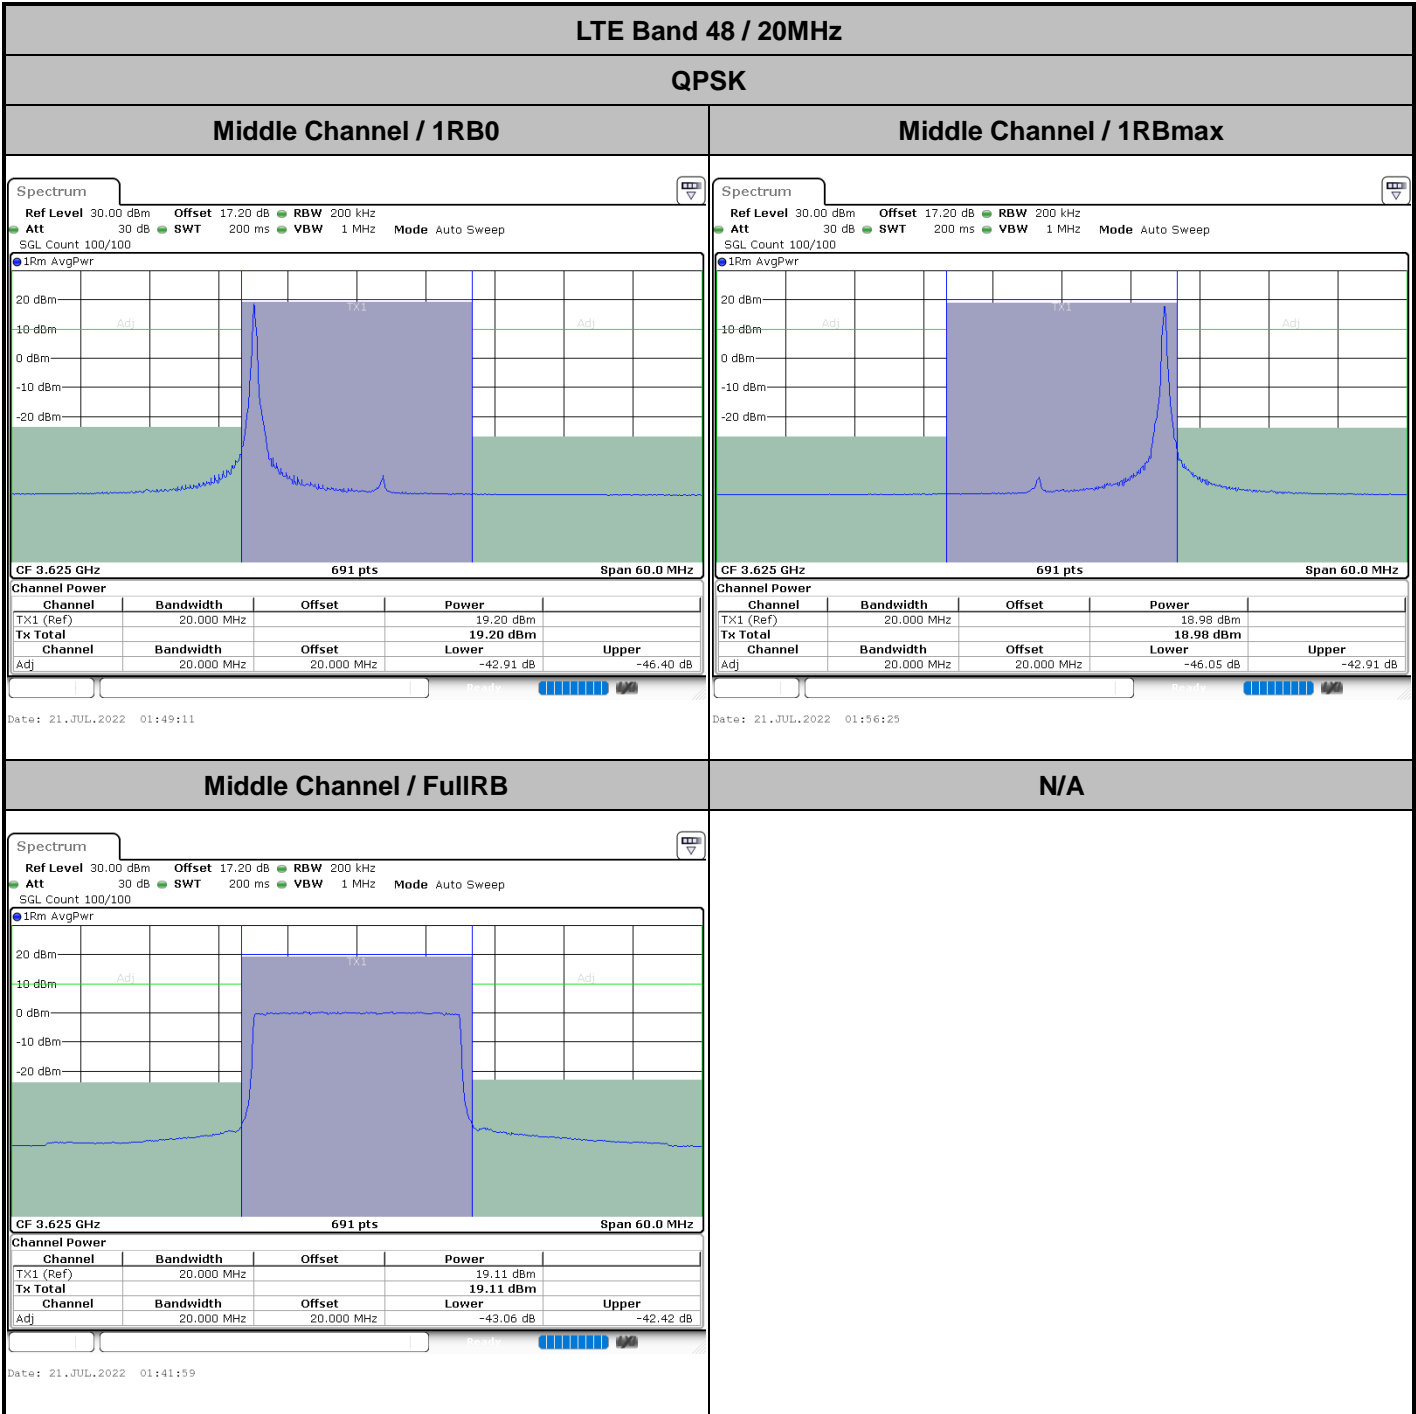 LTE Band 48 / 20MHz
QPSK
Middle Channel / 1RB0
Middle Channel / 1RBmax
Spectrum
Ref Level 30.00 dBm Offset 17.20 dB RBW 200 kHz
Att 30 dB SWT 200 ms VBW 1 MHz Mode Auto Sweep
SGL Count 100/100
1Rm AvgPwr
TX1
20 dBm
Adj
Adj
10 dBm
0 dBm
-10 dBm
-20 dBm
CF 3.625 GHz 691 pts Span 60.0 MHz
Channel Power
Channel Bandwidth Offset Power
TX1 (Ref) 20.000 MHz 19.20 dBm
Tx Total 19.20 dBm
Channel Bandwidth Offset Lower Upper
Adj 20.000 MHz 20.000 MHz -42.91 dB -46.40 dB
Ready
Date: 21.JUL.2022 01:49:11
Spectrum
Ref Level 30.00 dBm Offset 17.20 dB RBW 200 kHz
Att 30 dB SWT 200 ms VBW 1 MHz Mode Auto Sweep
SGL Count 100/100
1Rm AvgPwr
TX1
20 dBm
Adj
Adj
10 dBm
0 dBm
-10 dBm
-20 dBm
CF 3.625 GHz 691 pts Span 60.0 MHz
Channel Power
Channel Bandwidth Offset Power
TX1 (Ref) 20.000 MHz 18.98 dBm
Tx Total 18.98 dBm
Channel Bandwidth Offset Lower Upper
Adj 20.000 MHz 20.000 MHz -46.05 dB -42.91 dB
Ready
Date: 21.JUL.2022 01:56:25
Middle Channel / FullRB
N/A
Spectrum
Ref Level 30.00 dBm Offset 17.20 dB RBW 200 kHz
Att 30 dB SWT 200 ms VBW 1 MHz Mode Auto Sweep
SGL Count 100/100
1Rm AvgPwr
20 dBm
TX1
Adj
Adj
10 dBm
0 dBm
-10 dBm
-20 dBm
CF 3.625 GHz 691 pts Span 60.0 MHz
Channel Power
Channel Bandwidth Offset Power
TX1 (Ref) 20.000 MHz 19.11 dBm
Tx Total 19.11 dBm
Channel Bandwidth Offset Lower Upper
Adj 20.000 MHz 20.000 MHz -43.06 dB -42.42 dB
Ready
Date: 21.JUL.2022 01:41:59